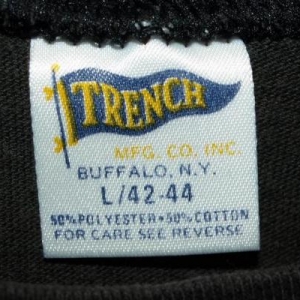 TRENCH
MFG. CO. INC.
BUFFALO, N.Y.
L/42-44
50% POLYESTER • 50% COTTON
FOR CARE SEE REVERSE